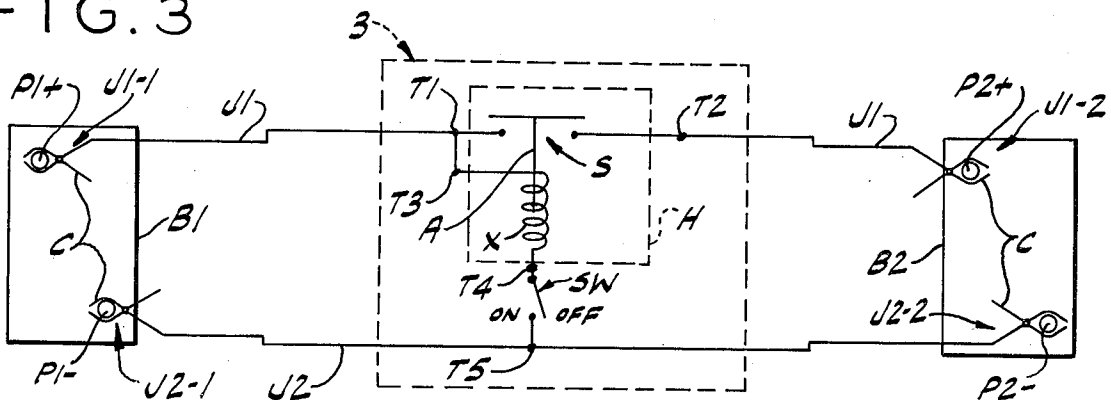 FIG. 3
3
P1+
J1-1
J1
T1
T2
J1
P2+
J1-2
S
T3
A
X
H
C
B1
B2
C
T4
SW
ON OFF
J2-2
P1-
J2-1
J2
T5
P2-